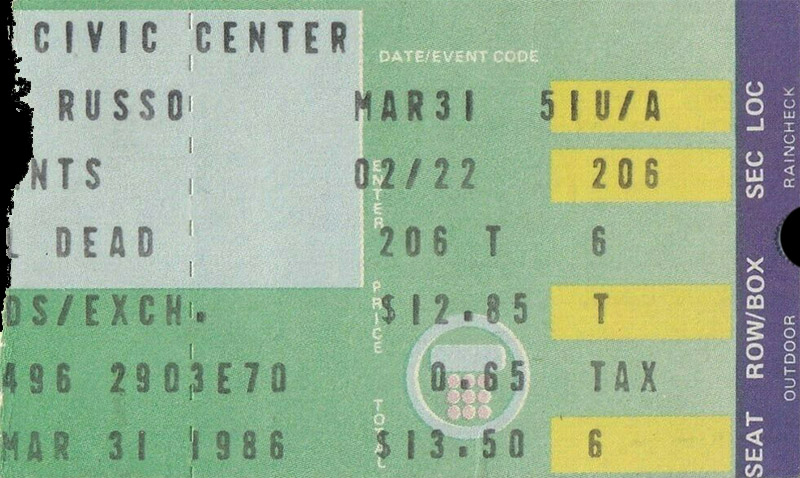 CIVIC CENTER
DATE/EVENT CODE
RUSSO MAR31 51U/A
NTS 02/22 206
L DEAD 206 T 6
DS/EXCH. $12.85 T
496 2903E70 0.65 TAX
MAR 31 1986 $13.50 6
ENTER
PRICE
TOTAL
SEC LOC
ROW/BOX
SEAT
RAINCHECK
OUTDOOR